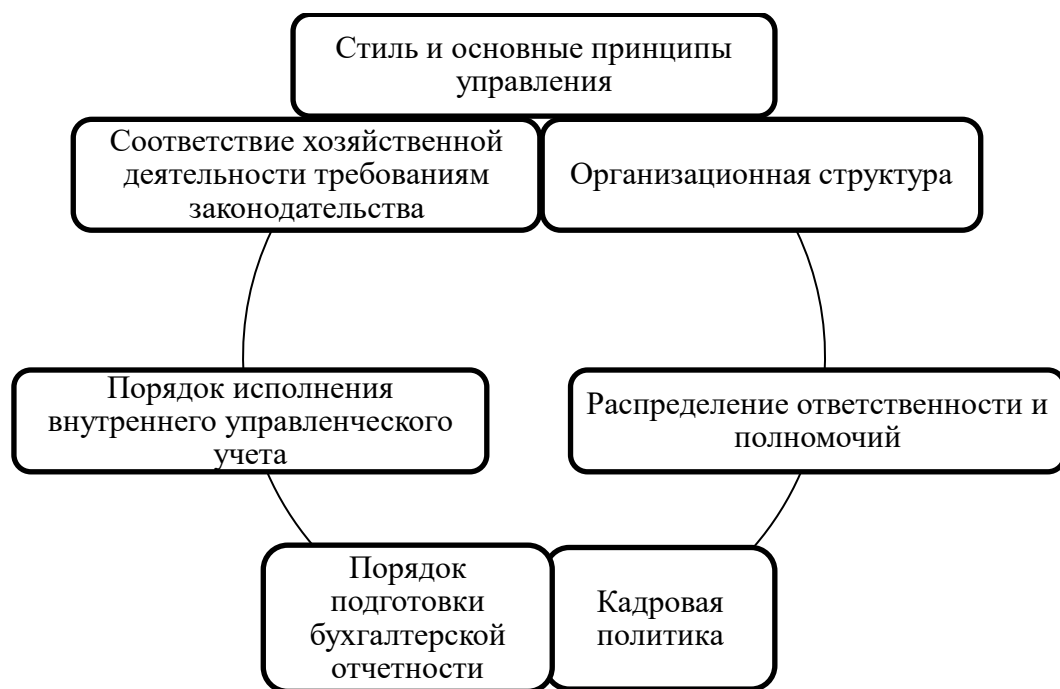 Стиль и основные принципы
управления
Соответствие хозяйственной
деятельности требованиям
законодательства
Организационная структура
Порядок исполнения
внутреннего управленческого
учета
Распределение ответственности и
полномочий
Порядок
подготовки
бухгалтерской
отчетности
Кадровая
политика